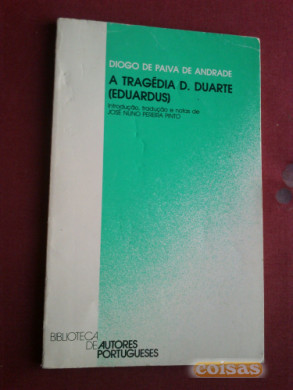 DIOGO DE PAIVA DE ANDRADE
A TRAGÉDIA D. DUARTE
(EDUARDUS)
introdução, tradução e notas de
JOSÉ NUNO PEREIRA PINTO
BIBLIOTECA
DE AUTORES
PORTUGUESES
coisas